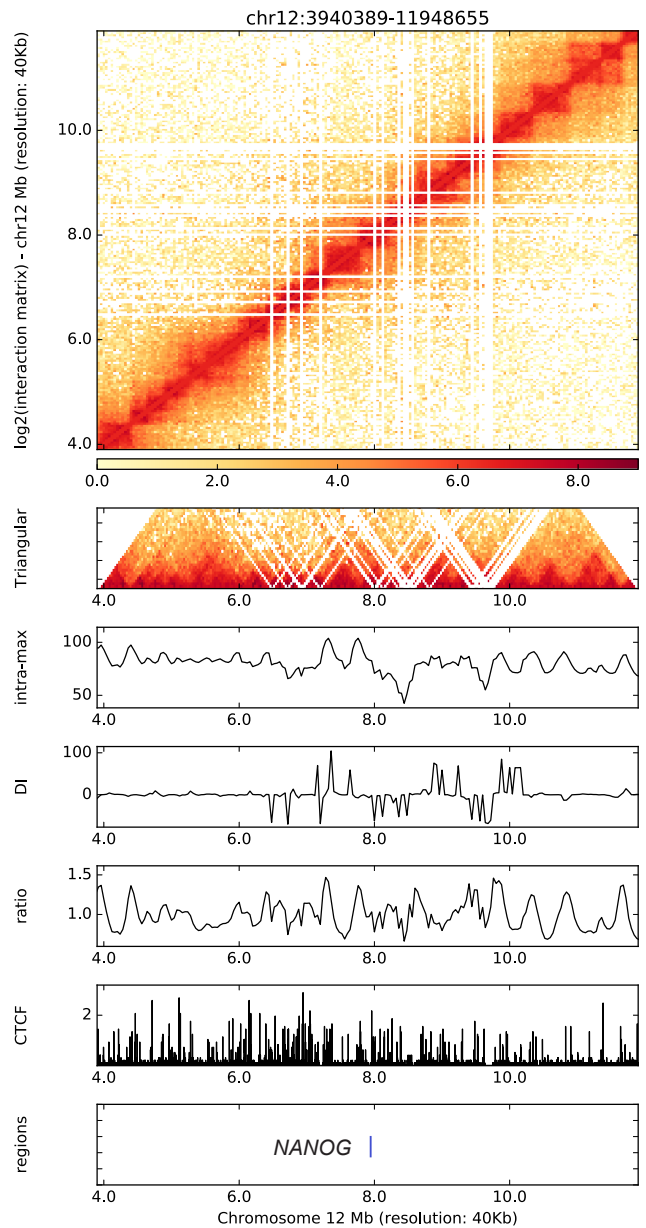 chr12:3940389-11948655
log2(interaction matrix) - chr12 Mb (resolution: 40Kb)
10.0
8.0
6.0
4.0
0.0 2.0 4.0 6.0 8.0
Triangular
4.0 6.0 8.0 10.0
intra-max
100
50
4.0 6.0 8.0 10.0
DI
100
0
4.0 6.0 8.0 10.0
ratio
1.5
1.0
4.0 6.0 8.0 10.0
CTCF
2
4.0 6.0 8.0 10.0
regions
NANOG
4.0 6.0 8.0 10.0
Chromosome 12 Mb (resolution: 40Kb)